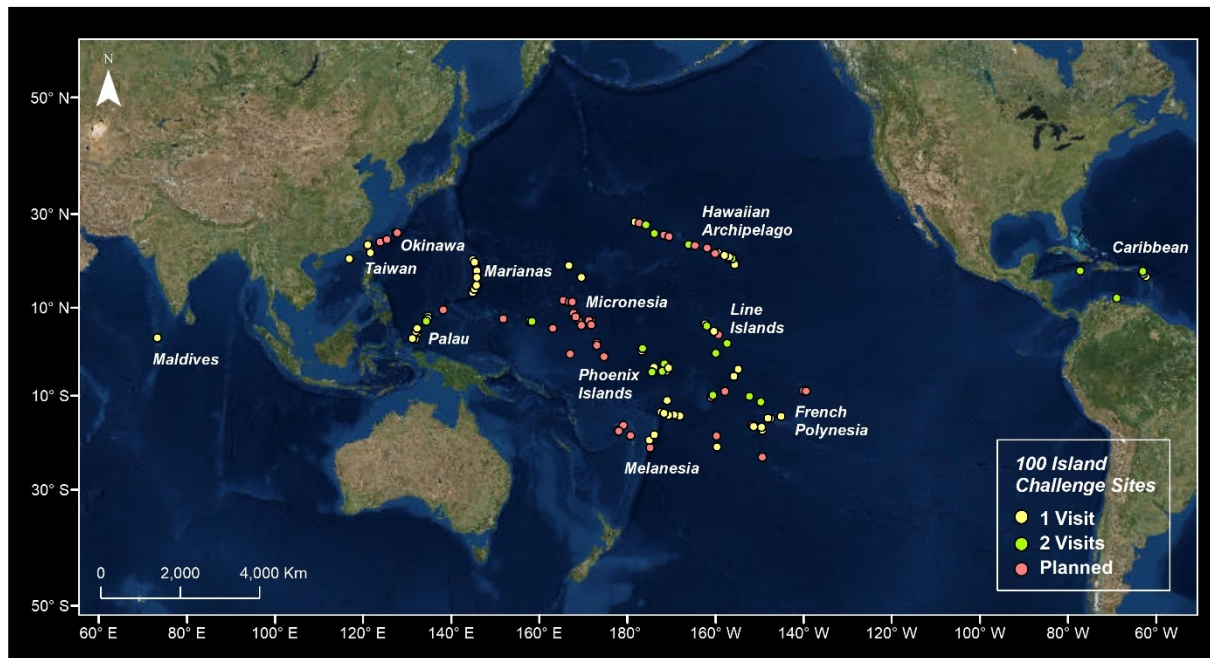 N
50° N
30° N
10° N
10° S
30° S
50° S
Hawaiian
Archipelago
Caribbean
Okinawa
Taiwan
Marianas
Micronesia
Line
Islands
Palau
Maldives
Phoenix
Islands
French
Polynesia
Melanesia
100 Island
Challenge Sites
1 Visit
2 Visits
Planned
0 2,000 4,000 Km
60° E 80° E 100° E 120° E 140° E 160° E 180° 160° W 140° W 120° W 100° W 80° W 60° W